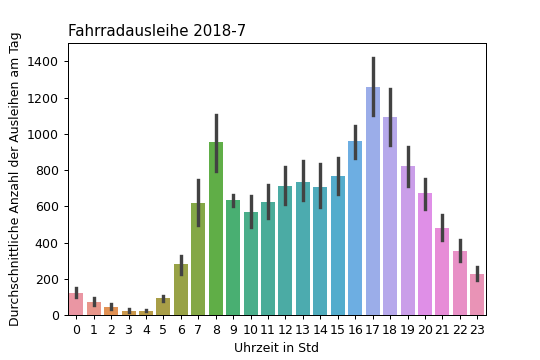 Fahrradausleihe 2018-7
Durchschnittliche Anzahl der Ausleihen am Tag
1400
1200
1000
800
600
400
200
0
0 1 2 3 4 5 6 7 8 9 10 11 12 13 14 15 16 17 18 19 20 21 22 23
Uhrzeit in Std